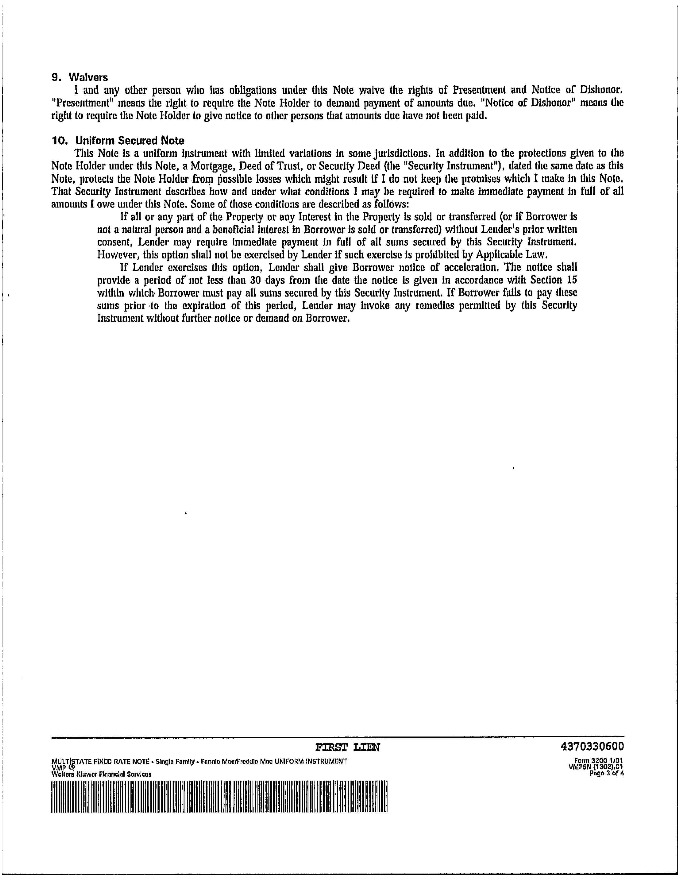 9. Waivers
I and any other person who has obligations under this Note waive the rights of Presentment and Notice of Dishonor.
"Presentment" means the right to require the Note Holder to demand payment of amounts due. "Notice of Dishonor" means the
right to require the Note Holder to give notice to other persons that amounts due have not been paid.
10. Uniform Secured Note
This Note is a uniform instrument with limited variations in some jurisdictions. In addition to the protections given to the
Note Holder under this Note, a Mortgage, Deed of Trust, or Security Deed (the "Security Instrument"), dated the same date as this
Note, protects the Note Holder from possible losses which might result if I do not keep the promises which I make in this Note.
That Security Instrument describes how and under what conditions I may be required to make immediate payment in full of all
amounts I owe under this Note. Some of those conditions are described as follows:
If all or any part of the Property or any Interest in the Property is sold or transferred (or if Borrower is
not a natural person and a beneficial interest in Borrower is sold or transferred) without Lender's prior written
consent, Lender may require immediate payment in full of all sums secured by this Security Instrument.
However, this option shall not be exercised by Lender if such exercise is prohibited by Applicable Law.
If Lender exercises this option, Lender shall give Borrower notice of acceleration. The notice shall
provide a period of not less than 30 days from the date the notice is given in accordance with Section 15
within which Borrower must pay all sums secured by this Security Instrument. If Borrower fails to pay these
sums prior to the expiration of this period, Lender may invoke any remedies permitted by this Security
Instrument without further notice or demand on Borrower.
FIRST LIEN 4370330600
MULTISTATE FIXED RATE NOTE - Single Family - Fannie Mae/Freddie Mac UNIFORM INSTRUMENT Form 3200 1/01
VMP ® VMP5N (1302).01
Wolters Kluwer Financial Services Page 3 of 4